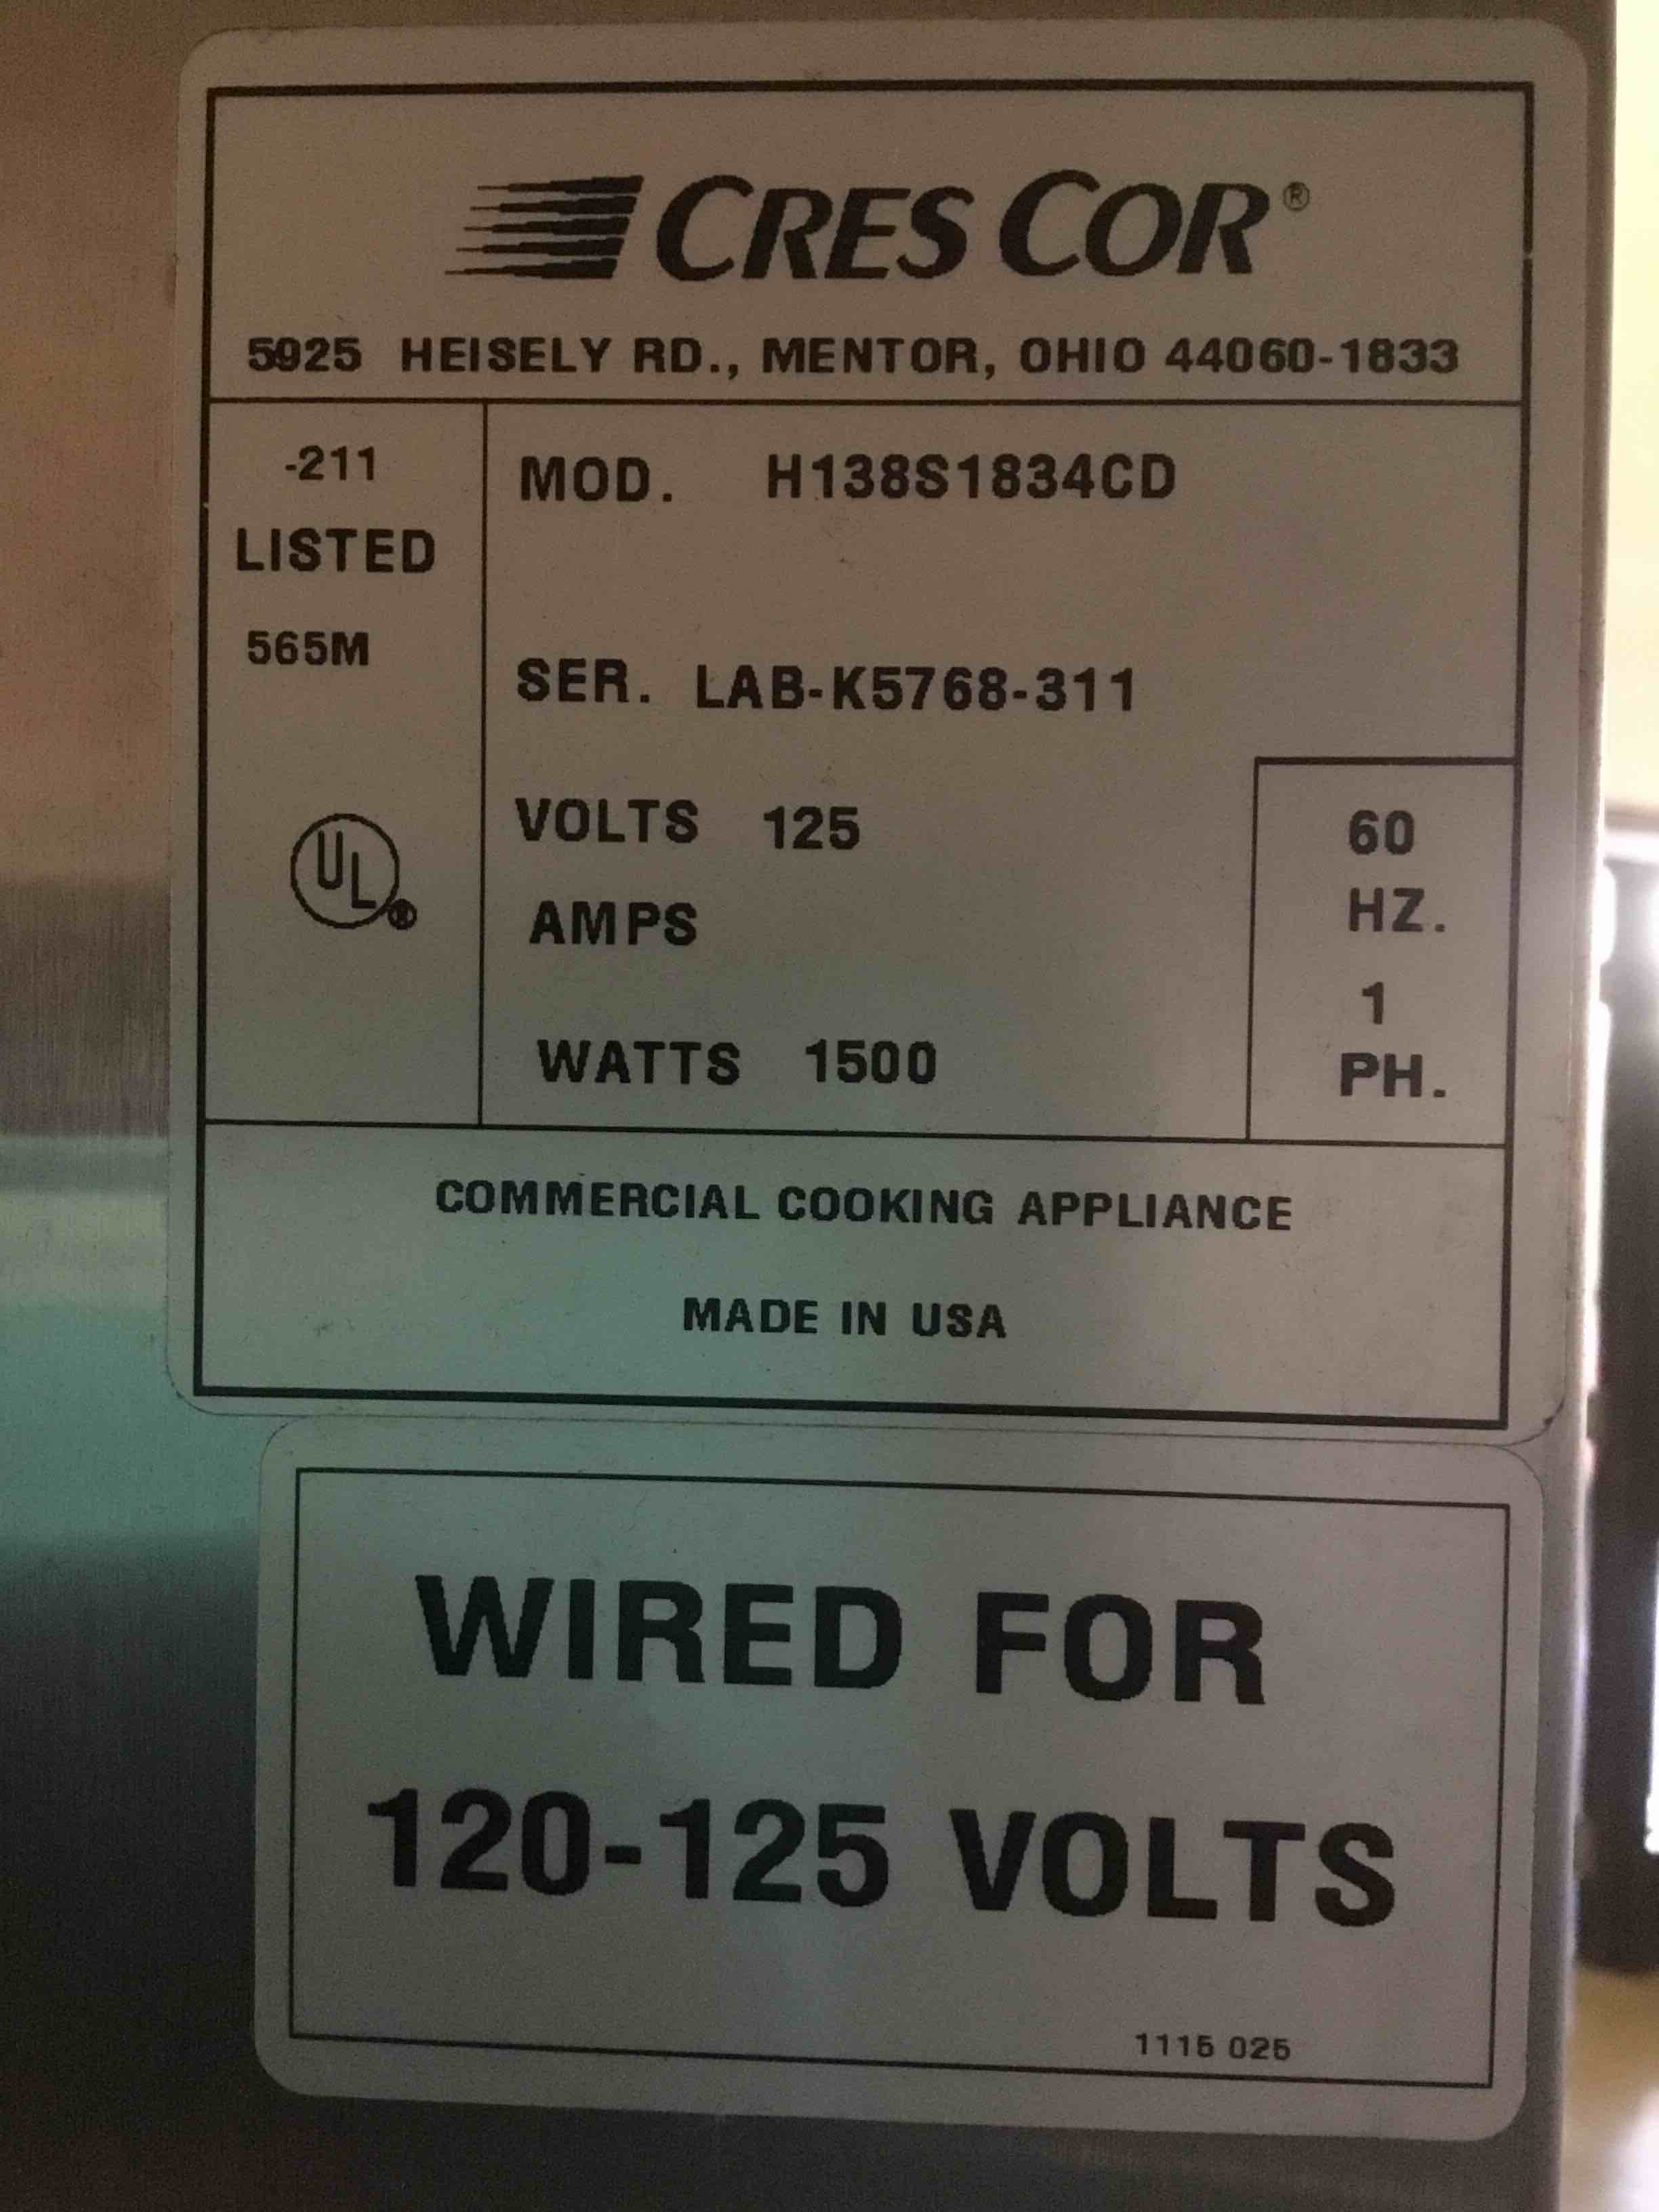 CRES COR®
5925 HEISELY RD., MENTOR, OHIO 44060-1833
-211
LISTED
565M
UL®
MOD. H138S1834CD
SER. LAB-K5768-311
VOLTS 125
AMPS
WATTS 1500
60
HZ.
1
PH.
COMMERCIAL COOKING APPLIANCE
MADE IN USA
WIRED FOR
120-125 VOLTS
1115 025